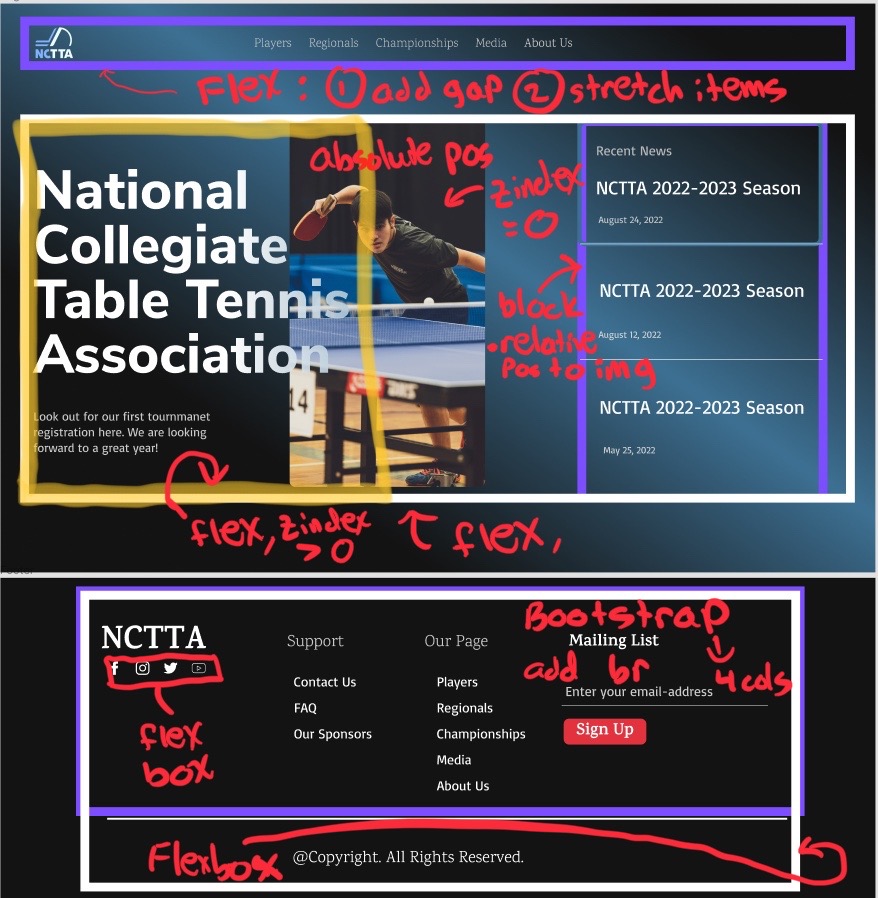 NCTTA
Players Regionals Championships Media About Us
Flex : ① add gap ② stretch items
National
Collegiate
Table Tennis
Association
Look out for our first tournmanet
registration here. We are looking
forward to a great year!
absolute pos
zindex
= 0
14
block
• relative
pos to img
Recent News
NCTTA 2022-2023 Season
August 24, 2022
NCTTA 2022-2023 Season
August 12, 2022
NCTTA 2022-2023 Season
May 25, 2022
flex, zindex
> 0
flex,
NCTTA
flex
box
Support
Contact Us
FAQ
Our Sponsors
Our Page
Players
Regionals
Championships
Media
About Us
Bootstrap
Mailing List
add br
4 cols
Enter your email-address
Sign Up
Flexbox
@Copyright. All Rights Reserved.